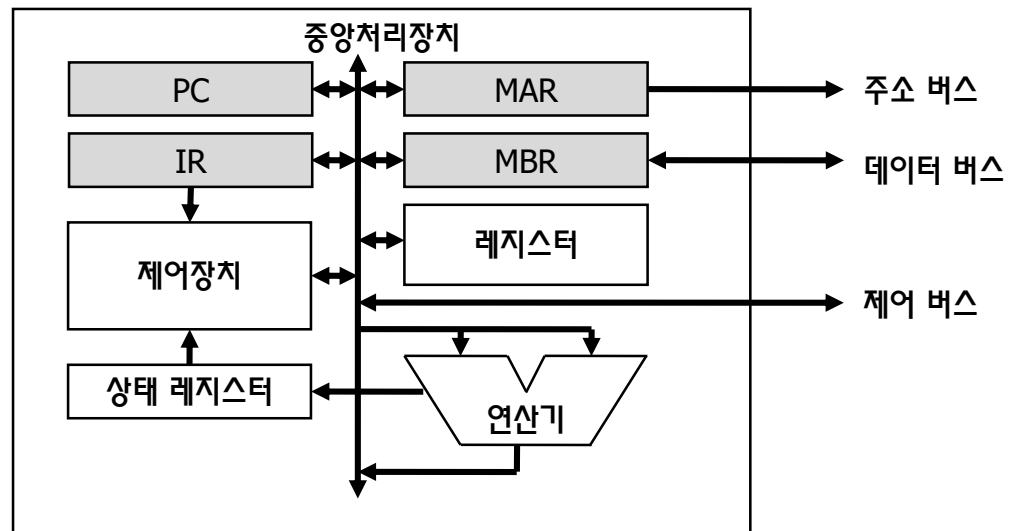 중앙처리장치
PC
MAR
주소 버스
IR
MBR
데이터 버스
제어장치
레지스터
제어 버스
상태 레지스터
연산기